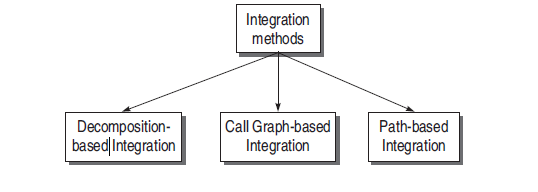 Integration
methods
Decomposition-
based Integration
Call Graph-based
Integration
Path-based
Integration